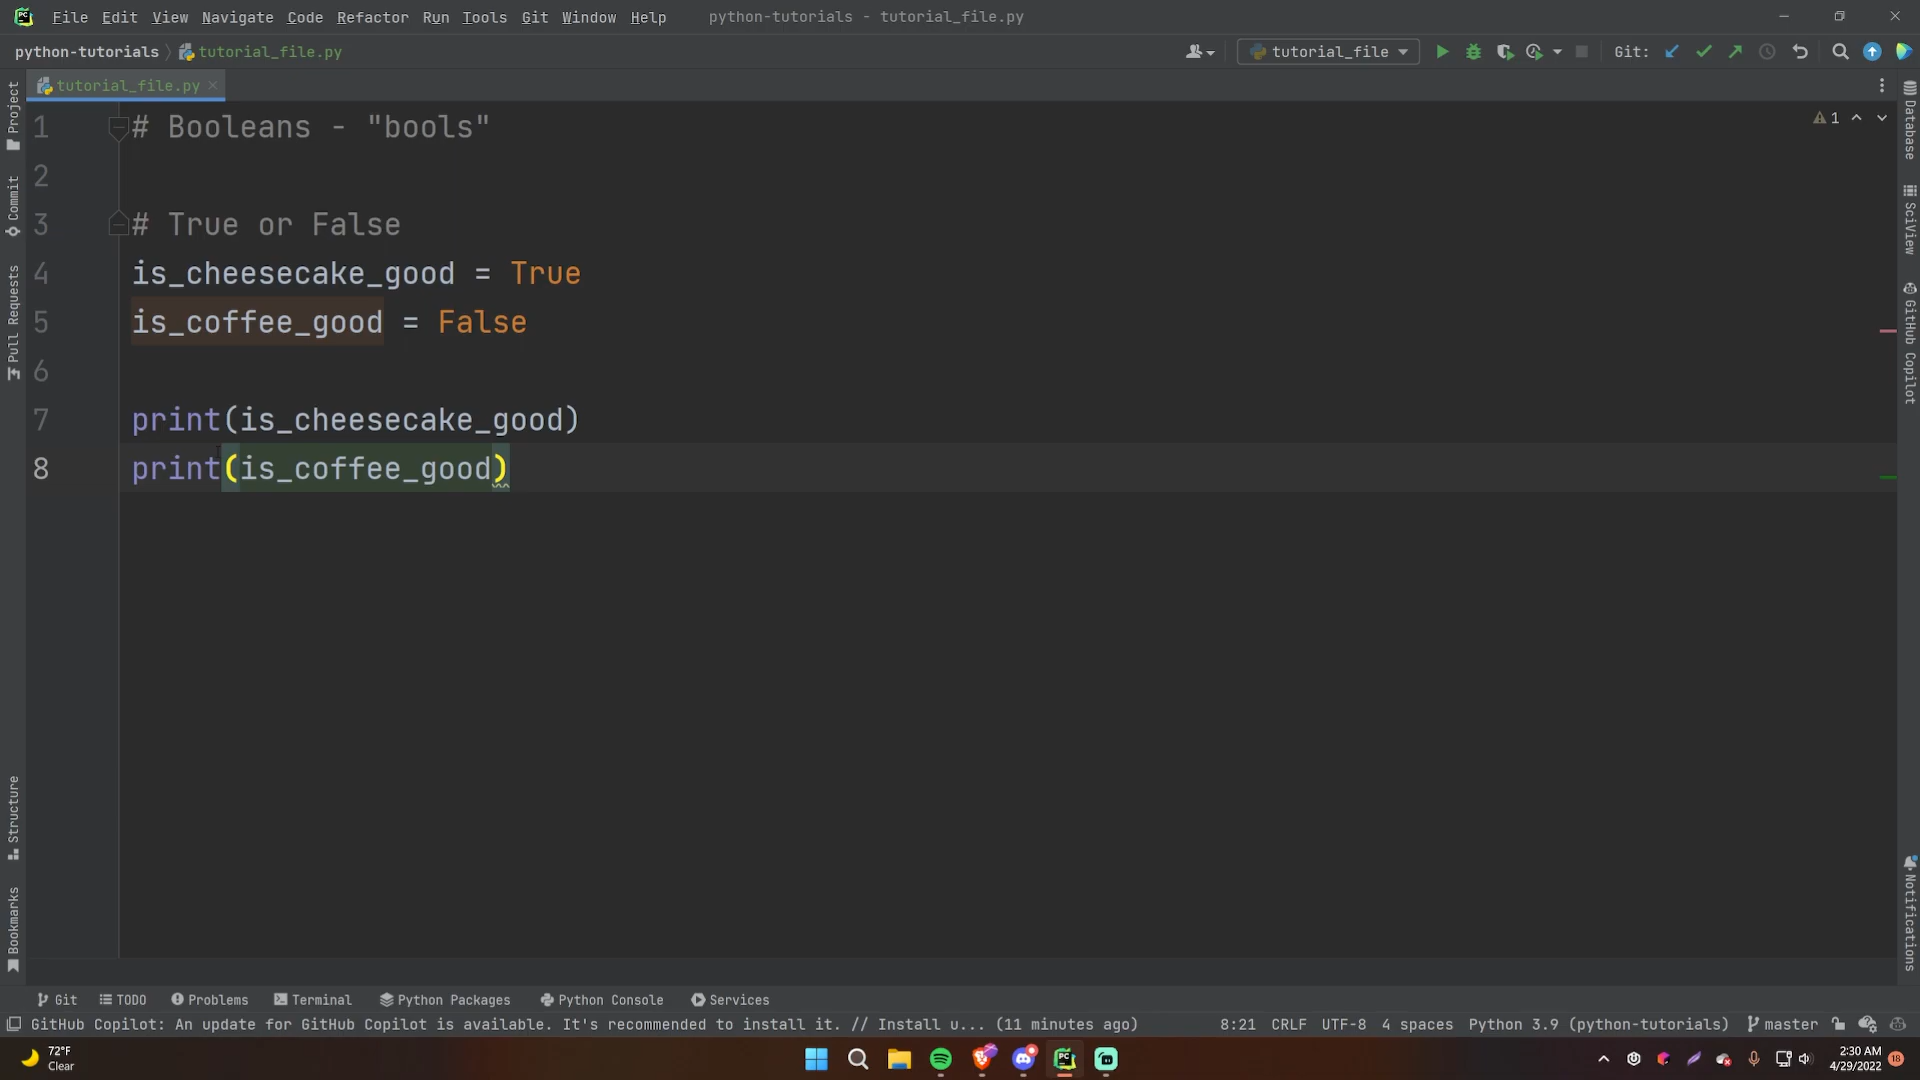 File Edit View Navigate Code Refactor Run Tools Git Window Help python-tutorials - tutorial_file.py
python-tutorials tutorial_file.py tutorial_file Git:
tutorial_file.py
1 # Booleans - "bools" 1
2
3 # True or False
4 is_cheesecake_good = True
5 is_coffee_good = False
6
7 print(is_cheesecake_good)
8 print(is_coffee_good)
Project
Commit
Pull Requests
Structure
Bookmarks
Database
SciView
GitHub Copilot
Notifications
Git TODO Problems Terminal Python Packages Python Console Services
GitHub Copilot: An update for GitHub Copilot is available. It's recommended to install it. // Install u... (11 minutes ago) 8:21 CRLF UTF-8 4 spaces Python 3.9 (python-tutorials) master
72°F
Clear
2:30 AM
4/29/2022
18